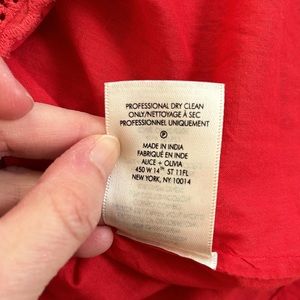 PROFESSIONAL DRY CLEAN
ONLY/NETTOYAGE À SEC
PROFESSIONNEL UNIQUEMENT
P
MADE IN INDIA
FABRIQUÉ EN INDE
ALICE + OLIVIA
450 W 14TH ST 11FL
NEW YORK, NY 10014